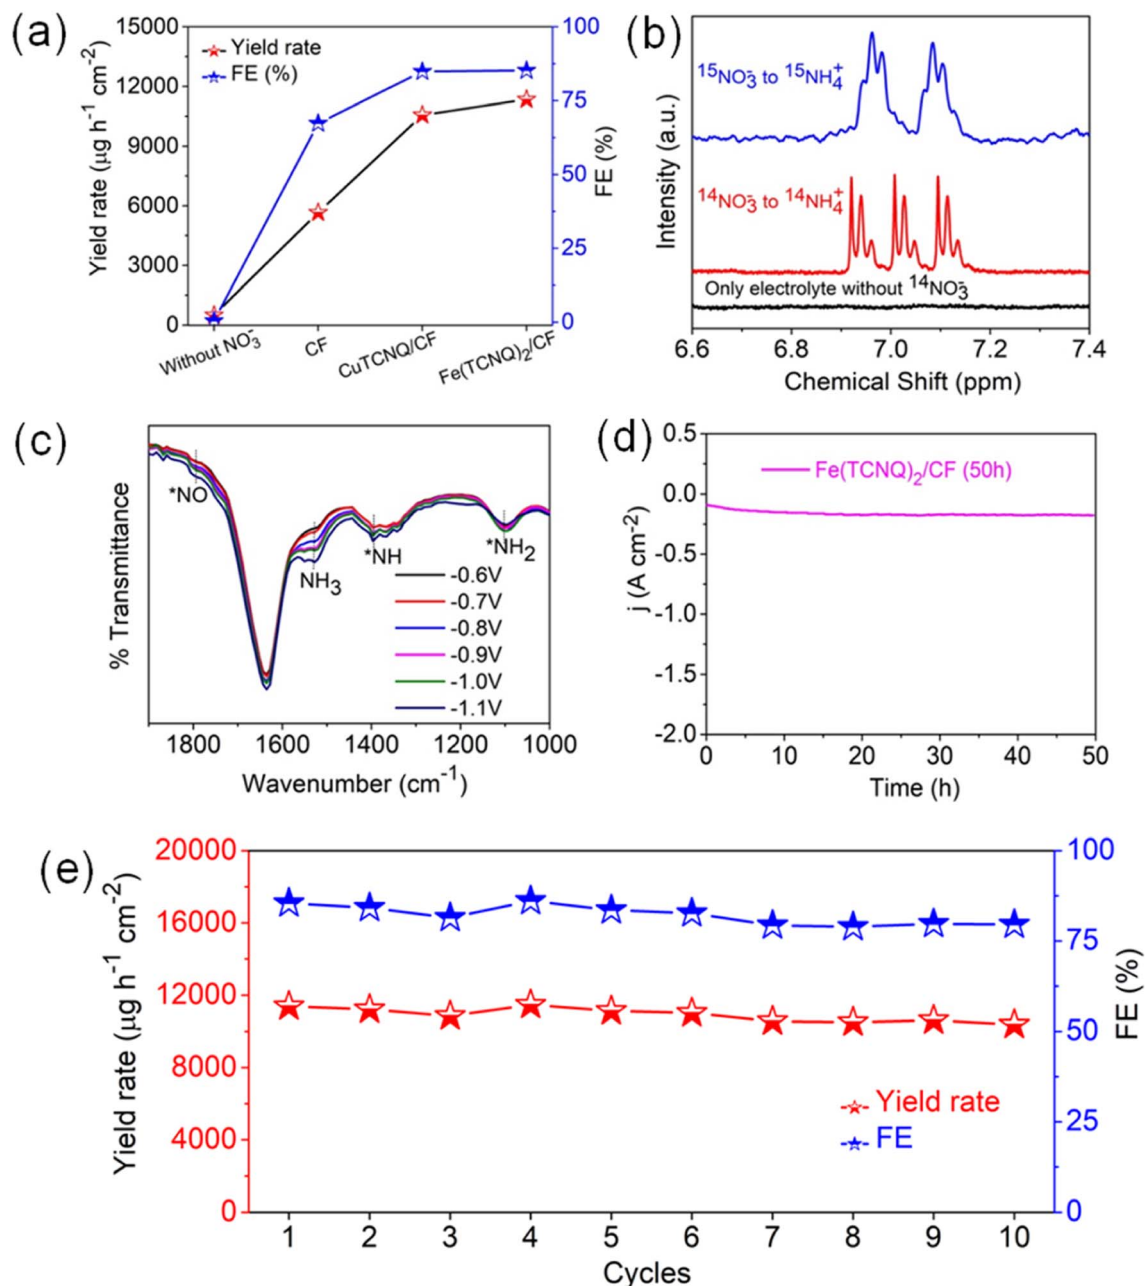 (a)
Yield rate (μg h⁻¹ cm⁻²)
15000
12000
9000
6000
3000
0
Yield rate
FE (%)
100
75
50
25
0
FE (%)
Without NO₃⁻
CF
CuTCNQ/CF
Fe(TCNQ)₂/CF
(b)
Intensity (a.u.)
¹⁵NO₃⁻ to ¹⁵NH₄⁺
¹⁴NO₃⁻ to ¹⁴NH₄⁺
Only electrolyte without ¹⁴NO₃⁻
6.6 6.8 7.0 7.2 7.4
Chemical Shift (ppm)
(c)
% Transmittance
*NO
NH₃
*NH
*NH₂
-0.6V
-0.7V
-0.8V
-0.9V
-1.0V
-1.1V
1800 1600 1400 1200 1000
Wavenumber (cm⁻¹)
(d)
j (A cm⁻²)
0.5
0.0
-0.5
-1.0
-1.5
-2.0
Fe(TCNQ)₂/CF (50h)
0 10 20 30 40 50
Time (h)
(e)
Yield rate (μg h⁻¹ cm⁻²)
20000
16000
12000
8000
4000
0
Yield rate
FE
100
75
50
25
0
FE (%)
1 2 3 4 5 6 7 8 9 10
Cycles